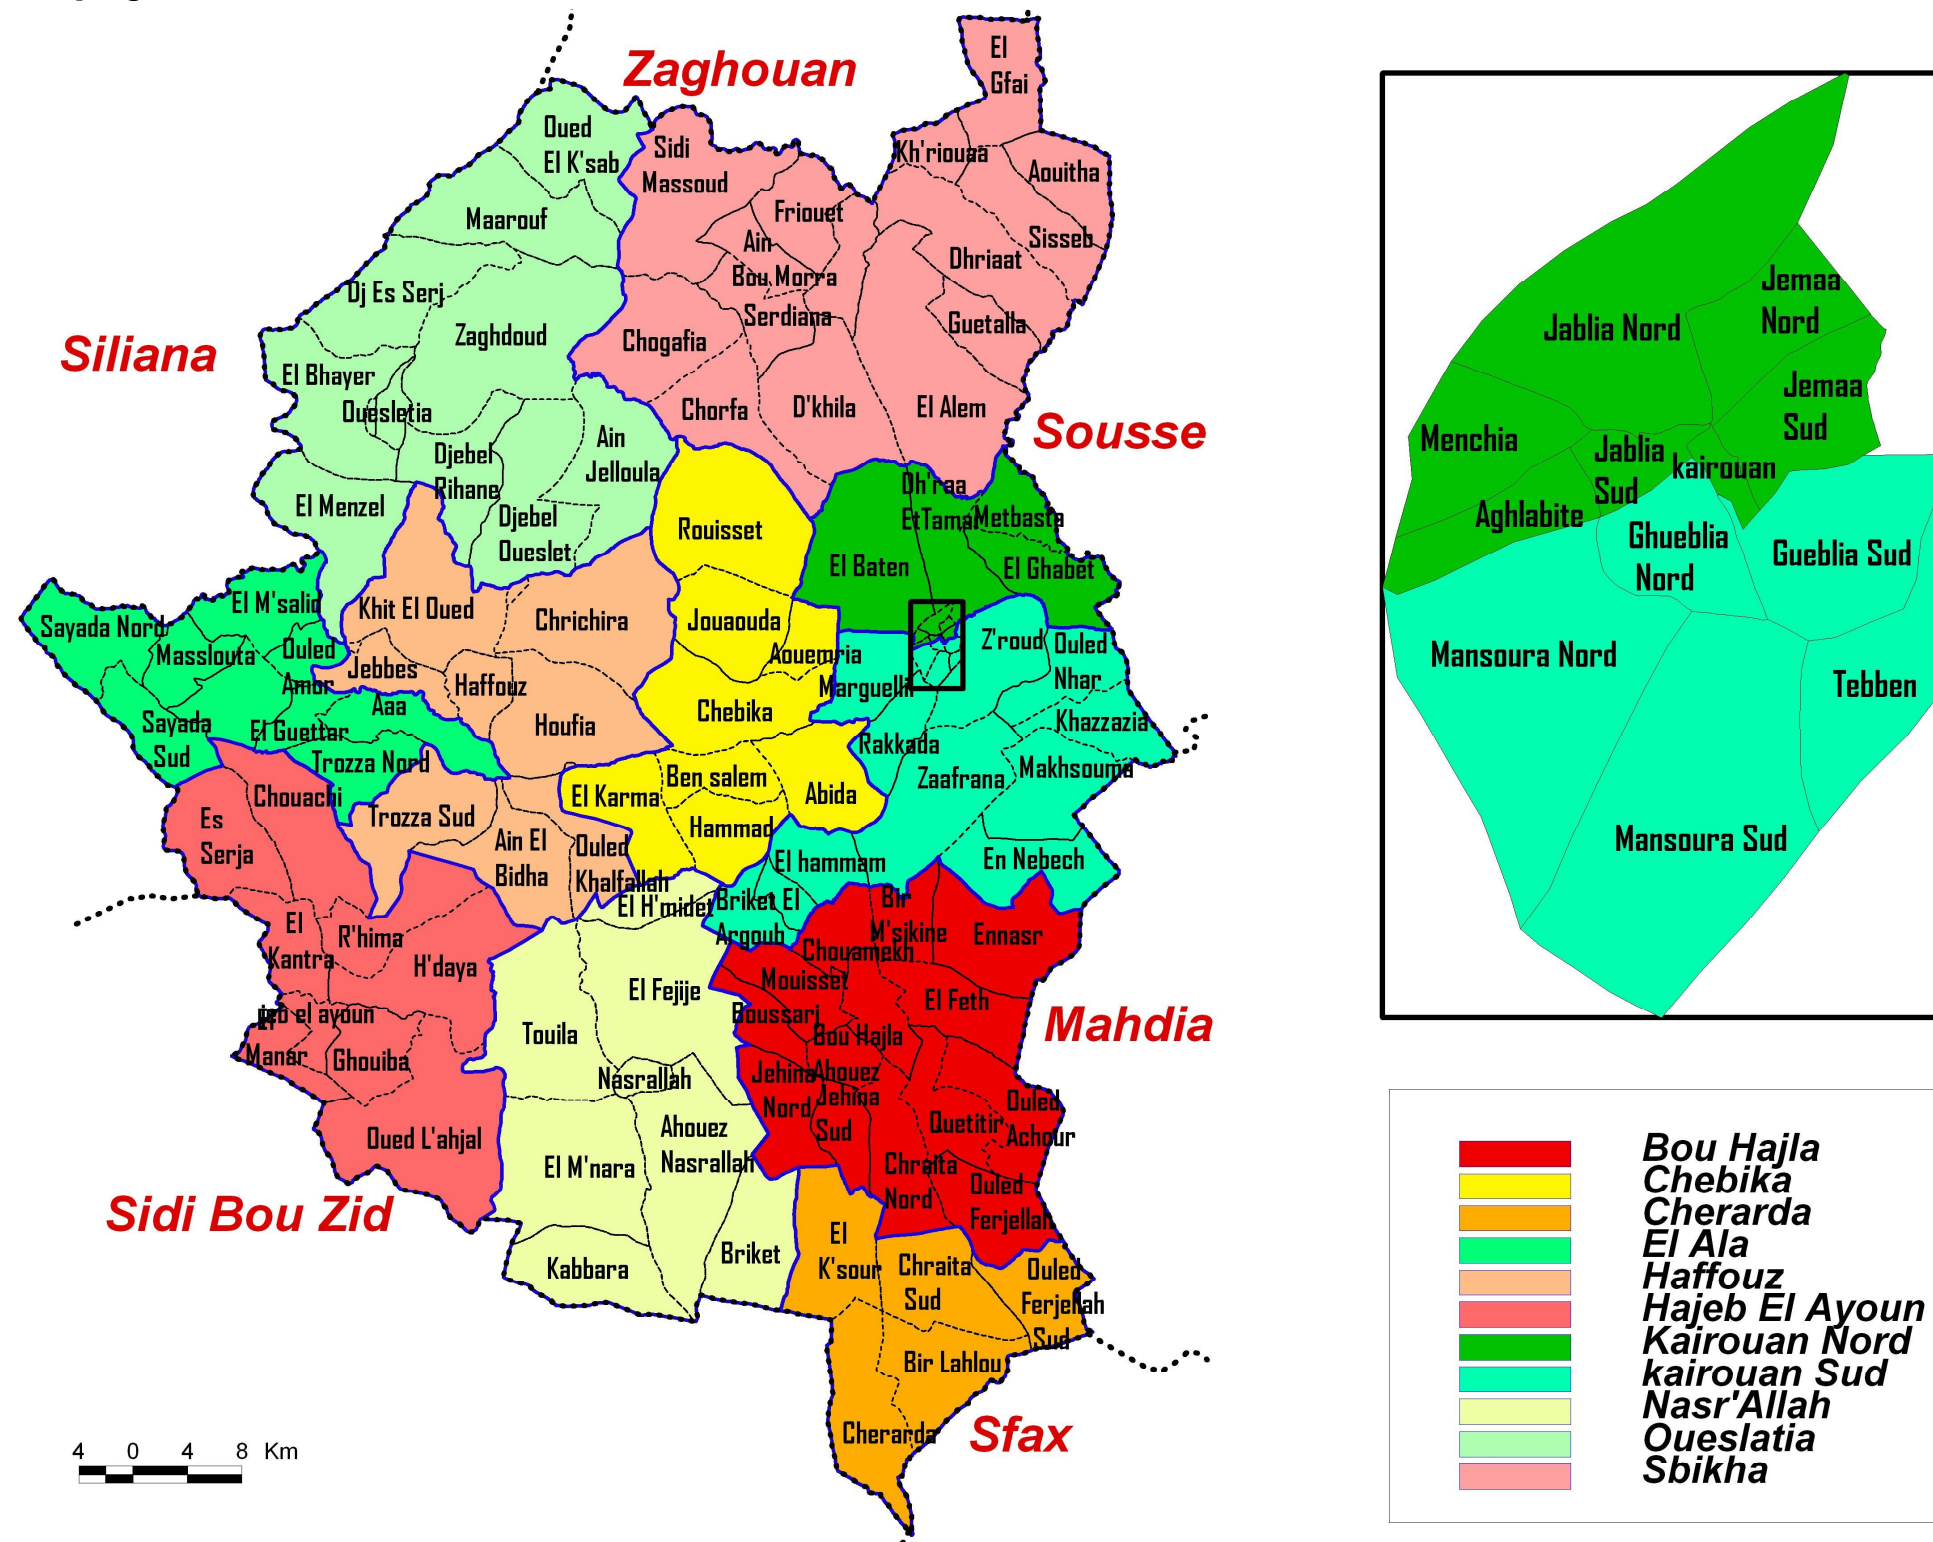 Zaghouan
El
Gfai
Oued
El K'sab
Sidi
Massoud
Kh'riouaa
Aouitha
Maarouf
Friouet
Ain
Bou Morra
Sisseb
Dhriaat
Dj Es Serj
Zaghdoud
Serdiana
Guetalla
Chogafia
Siliana
El Bhayer
Ouesletia
Chorfa
D'khila
El Alem
Sousse
Djebel
Rihane
Ain
Jelloula
El Menzel
Djebel
Oueslet
Rouisset
Dh'raa
EtTamar
Metbasta
El Baten
El Ghabet
Sayada Nord
El M'salid
Khit El Oued
Chrichira
Jouaouda
Z'roud
Ouled
Nhar
Masslouta
Ouled
Amor
Jebbes
Haffouz
Aouemria
Marguellil
Sayada
Sud
El Guettar
Aaa
Houfia
Chebika
Khazzazia
Trozza Nord
Rakkada
Zaafrana
Makhsouma
Chouachi
El Karma
Ben salem
Abida
Es
Serja
Trozza Sud
Ain El
Bidha
Ouled
Khalfallah
Hammad
El hammam
En Nebech
El H'midet
Briket El
Argoub
Bir
M'sikine
Ennasr
El
Kantra
R'hima
H'daya
Chouamekh
Mouisset
El Fejije
El Feth
Boussari
jeb el ayoun
El
Manar
Ghouiba
Touila
Bou Hajla
Mahdia
Nasrallah
Jehina
Nord
Ahouez
Jehina
Sud
Ouled
Achour
Quetitir
Oued L'ahjal
Ahouez
Nasrallah
El M'nara
Chraita
Nord
Ouled
Ferjellah
Sidi Bou Zid
Kabbara
Briket
El
K'sour
Chraita
Sud
Ouled
Ferjellah
Sud
Bir Lahlou
Cherarda
Sfax
4 0 4 8 Km
Jablia Nord
Jemaa
Nord
Jemaa
Sud
Menchia
Jablia
Sud
kairouan
Aghlabite
Ghueblia
Nord
Gueblia Sud
Mansoura Nord
Tebben
Mansoura Sud
Bou Hajla
Chebika
Cherarda
El Ala
Haffouz
Hajeb El Ayoun
Kairouan Nord
kairouan Sud
Nasr'Allah
Oueslatia
Sbikha